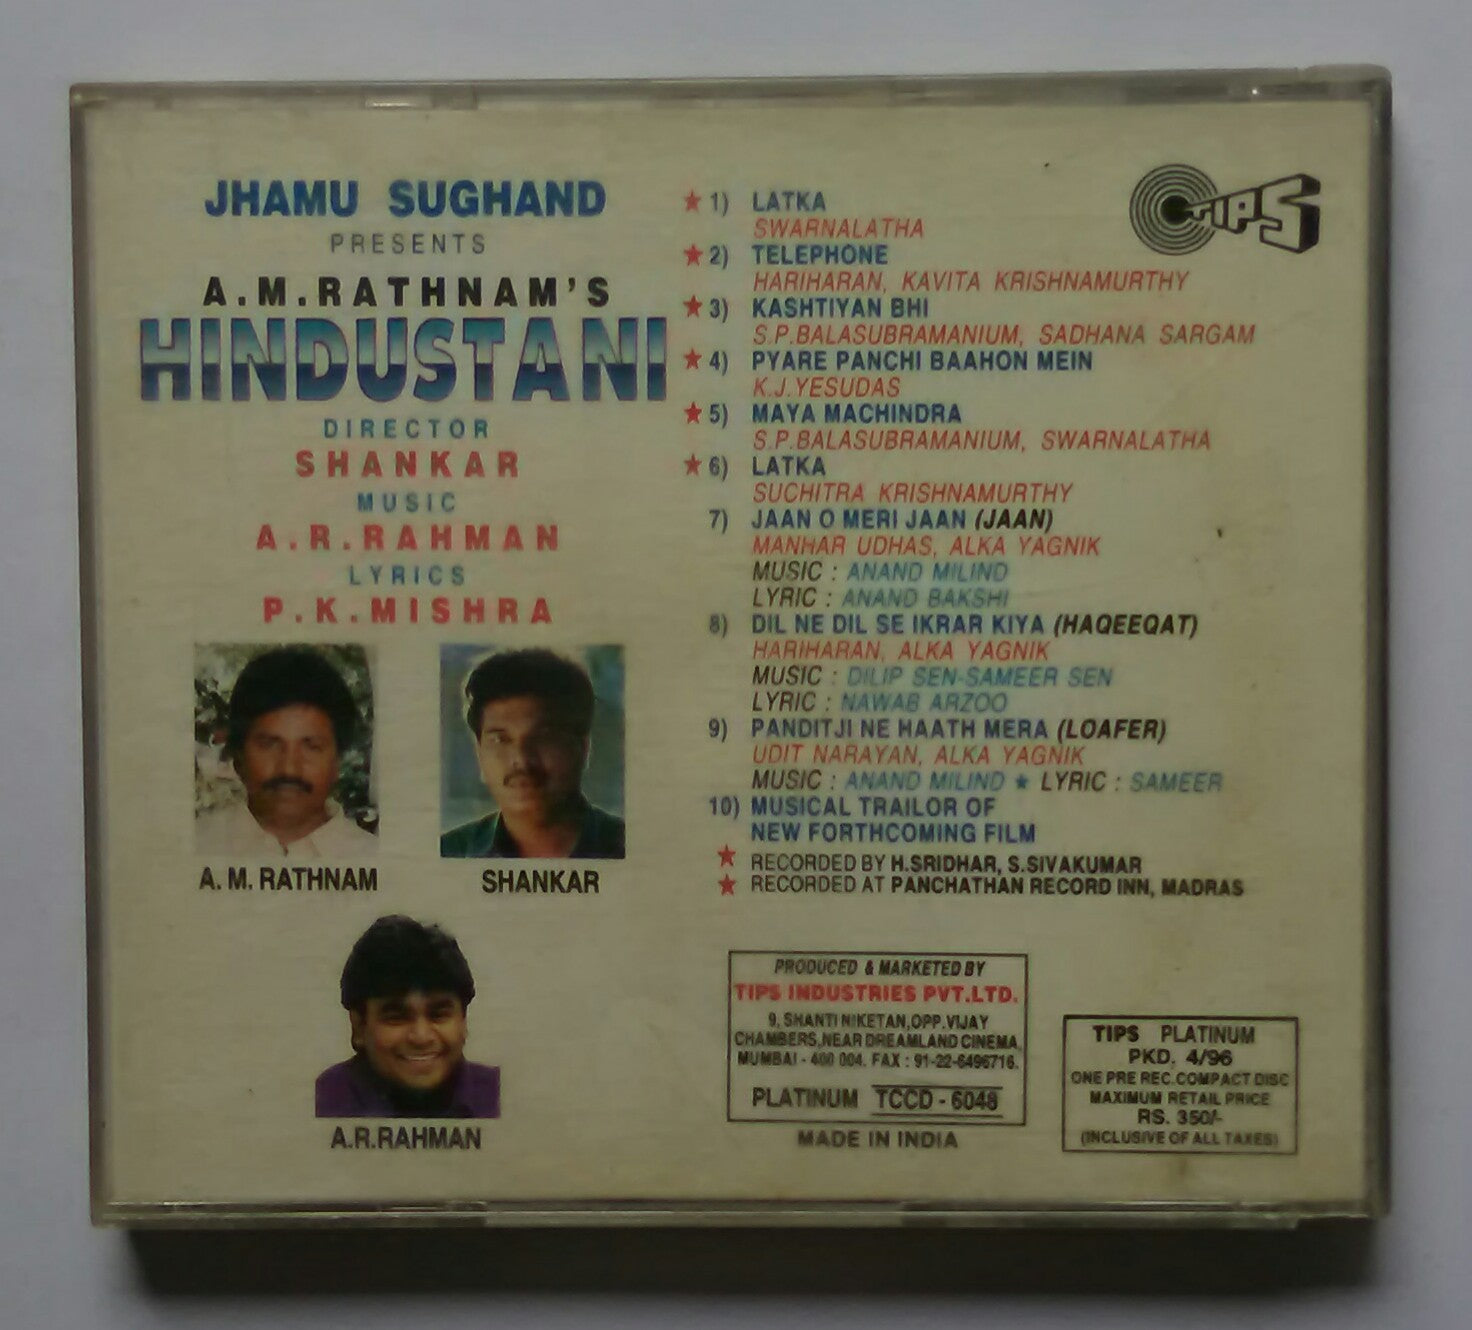 JHAMU SUGHAND
PRESENTS
A.M.RATHNAM'S
HINDUSTANI
DIRECTOR
SHANKAR
MUSIC
A.R.RAHMAN
LYRICS
P.K.MISHRA
A. M. RATHNAM
SHANKAR
A.R.RAHMAN
TIPS
★ 1) LATKA
SWARNALATHA
★ 2) TELEPHONE
HARIHARAN, KAVITA KRISHNAMURTHY
★ 3) KASHTIYAN BHI
S.P.BALASUBRAMANIUM, SADHANA SARGAM
★ 4) PYARE PANCHI BAAHON MEIN
K.J.YESUDAS
★ 5) MAYA MACHINDRA
S.P.BALASUBRAMANIUM, SWARNALATHA
★ 6) LATKA
SUCHITRA KRISHNAMURTHY
7) JAAN O MERI JAAN (JAAN)
MANHAR UDHAS, ALKA YAGNIK
MUSIC : ANAND MILIND
LYRIC : ANAND BAKSHI
8) DIL NE DIL SE IKRAR KIYA (HAQEEQAT)
HARIHARAN, ALKA YAGNIK
MUSIC : DILIP SEN-SAMEER SEN
LYRIC : NAWAB ARZOO
9) PANDITJI NE HAATH MERA (LOAFER)
UDIT NARAYAN, ALKA YAGNIK
MUSIC : ANAND MILIND ★ LYRIC : SAMEER
10) MUSICAL TRAILOR OF
NEW FORTHCOMING FILM
★ RECORDED BY H.SRIDHAR, S.SIVAKUMAR
★ RECORDED AT PANCHATHAN RECORD INN, MADRAS
PRODUCED & MARKETED BY
TIPS INDUSTRIES PVT.LTD.
9, SHANTI NIKETAN,OPP.VIJAY
CHAMBERS,NEAR DREAMLAND CINEMA,
MUMBAI - 400 004. FAX : 91-22-6496716.
PLATINUM TCCD - 6048
MADE IN INDIA
TIPS PLATINUM
PKD. 4/96
ONE PRE REC.COMPACT DISC
MAXIMUM RETAIL PRICE
RS. 350/-
(INCLUSIVE OF ALL TAXES)